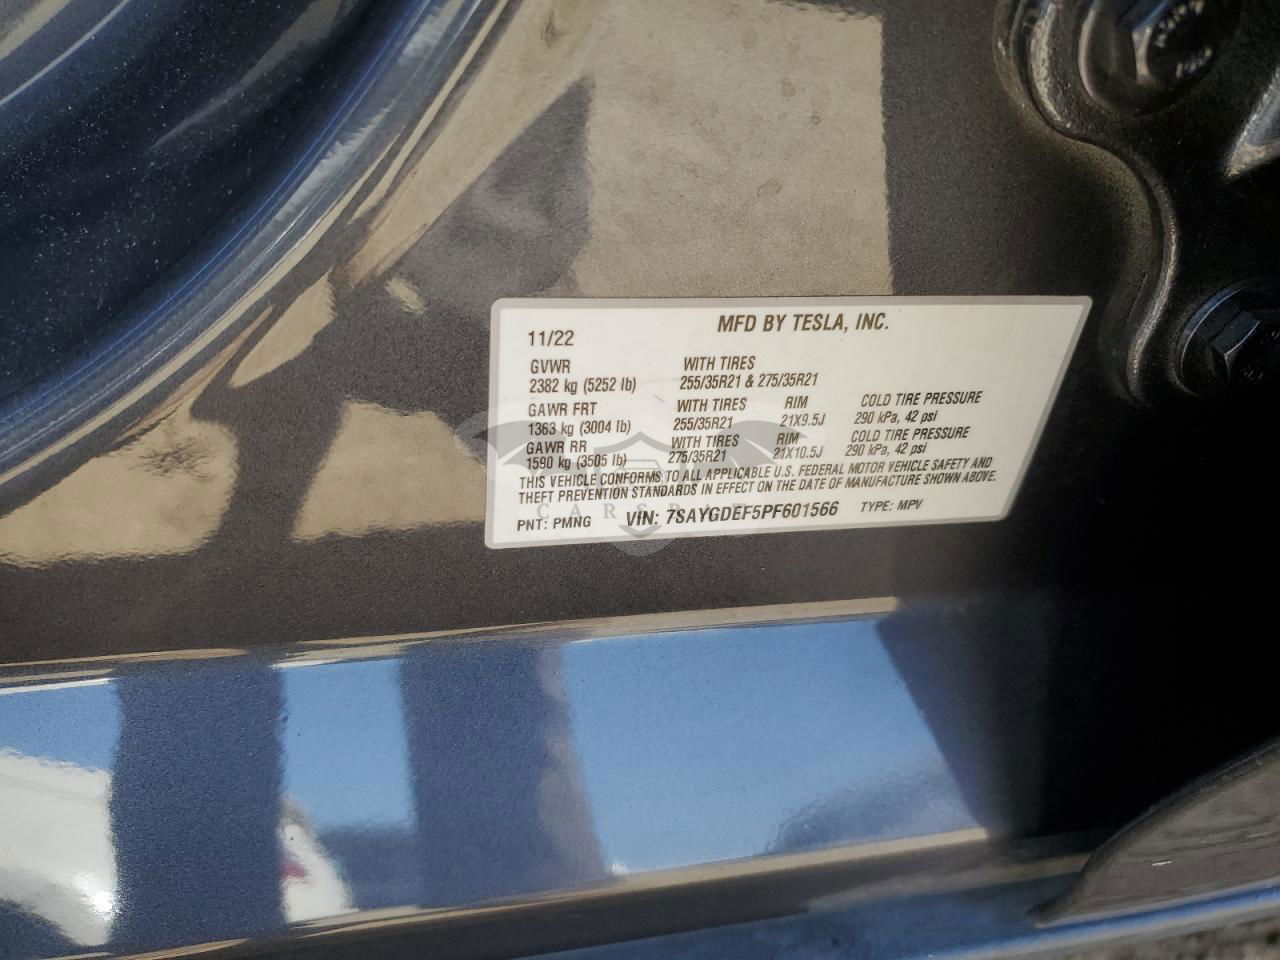 MFD BY TESLA, INC.
11/22
GVWR WITH TIRES
2382 kg (5252 lb) 255/35R21 & 275/35R21
GAWR FRT WITH TIRES RIM COLD TIRE PRESSURE
1363 kg (3004 lb) 255/35R21 21X9.5J 290 kPa, 42 psi
GAWR RR WITH TIRES RIM COLD TIRE PRESSURE
1590 kg (3505 lb) 275/35R21 21X10.5J 290 kPa, 42 psi
THIS VEHICLE CONFORMS TO ALL APPLICABLE U.S. FEDERAL MOTOR VEHICLE SAFETY AND
THEFT PREVENTION STANDARDS IN EFFECT ON THE DATE OF MANUFACTURE SHOWN ABOVE.
PNT: PMNG VIN: 7SAYGDEF5PF601566 TYPE: MPV